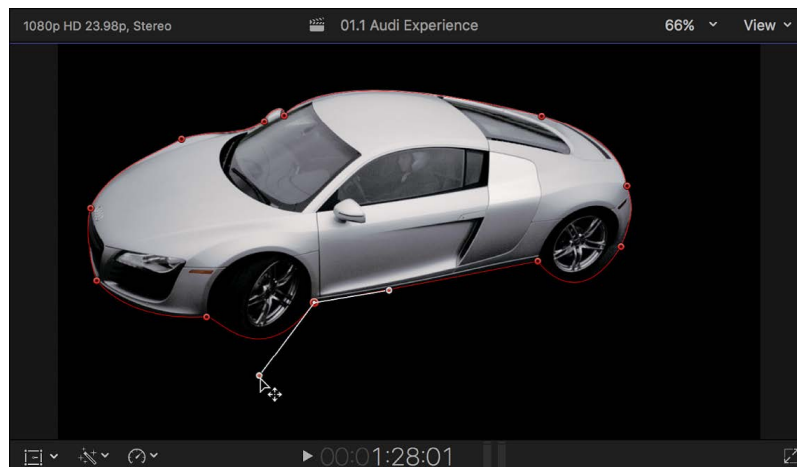 1080p HD 23.98p, Stereo
01.1 Audi Experience
66%
View
00:01:28:01